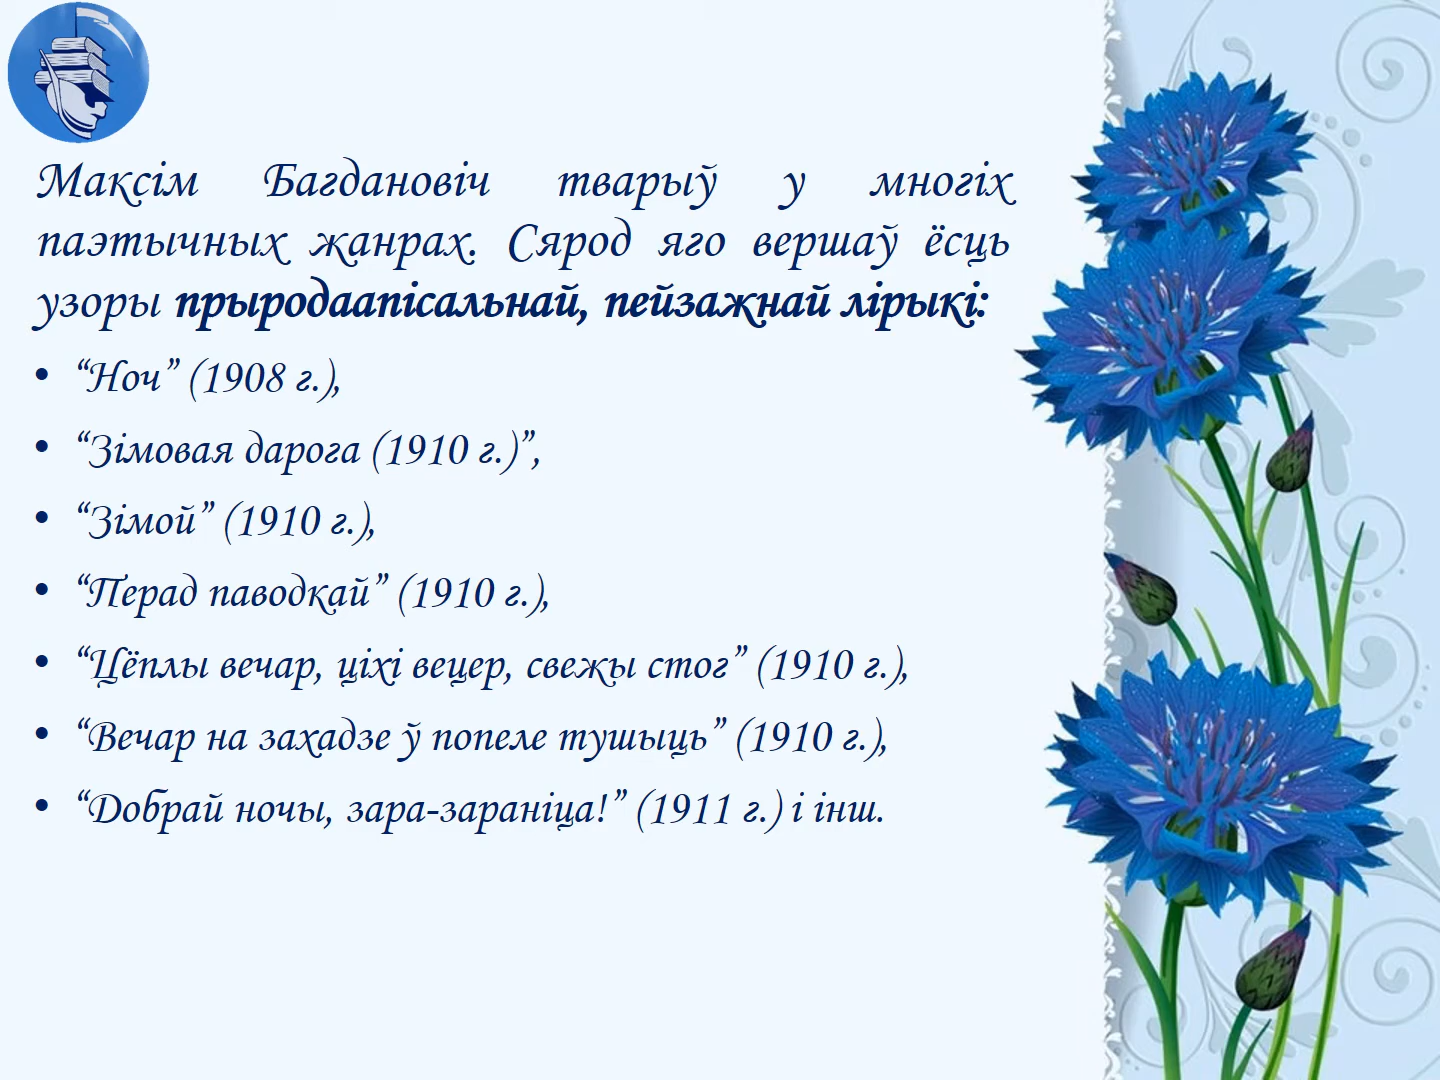 Максім Багдановіч тварыў у многіх
паэтычных жанрах. Сярод яго вершаў ёсць
узоры прыродаапісальнай, пейзажнай лірыкі:
• “Ноч” (1908 г.),
• “Зімовая дарога (1910 г.)”,
• “Зімой” (1910 г.),
• “Перад паводкай” (1910 г.),
• “Цёплы вечар, ціхі вецер, свежы стог” (1910 г.),
• “Вечар на захадзе ў попеле тушыць” (1910 г.),
• “Добрай ночы, зара-зараніца!” (1911 г.) і інш.